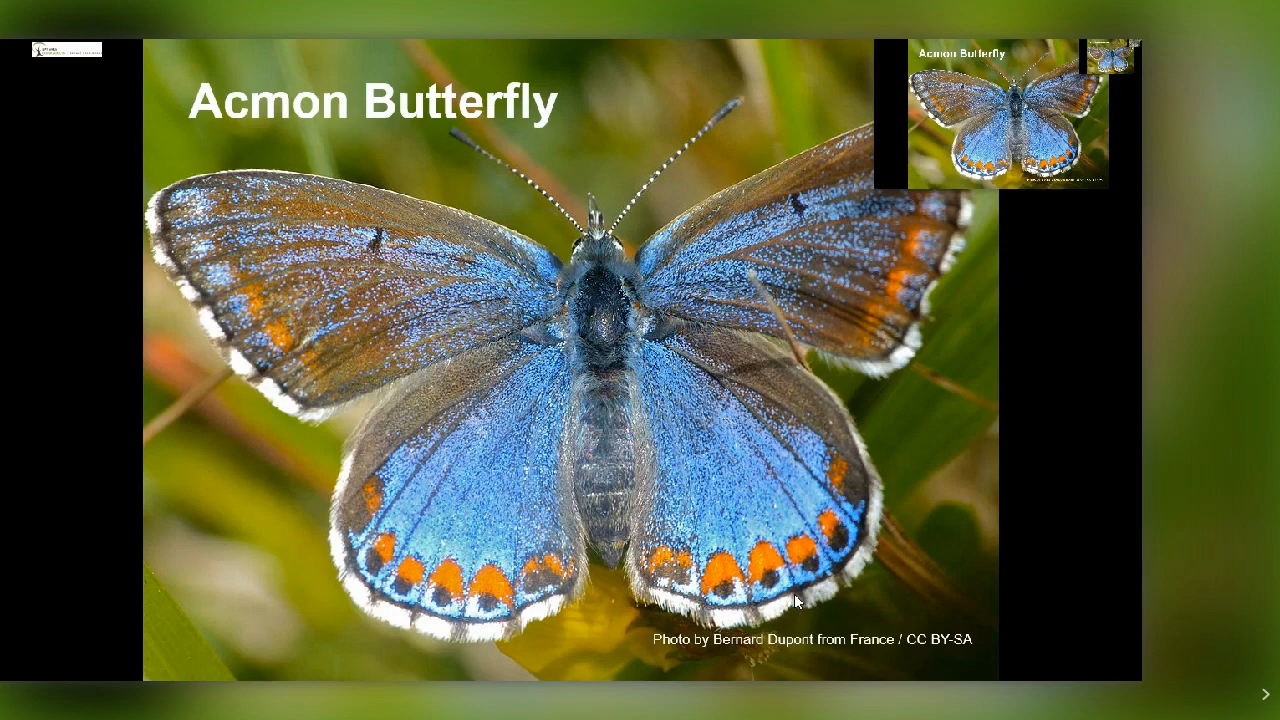 Acmon Butterfly
Acmon Butterfly
Photo by Bernard Dupont from France / CC BY-SA